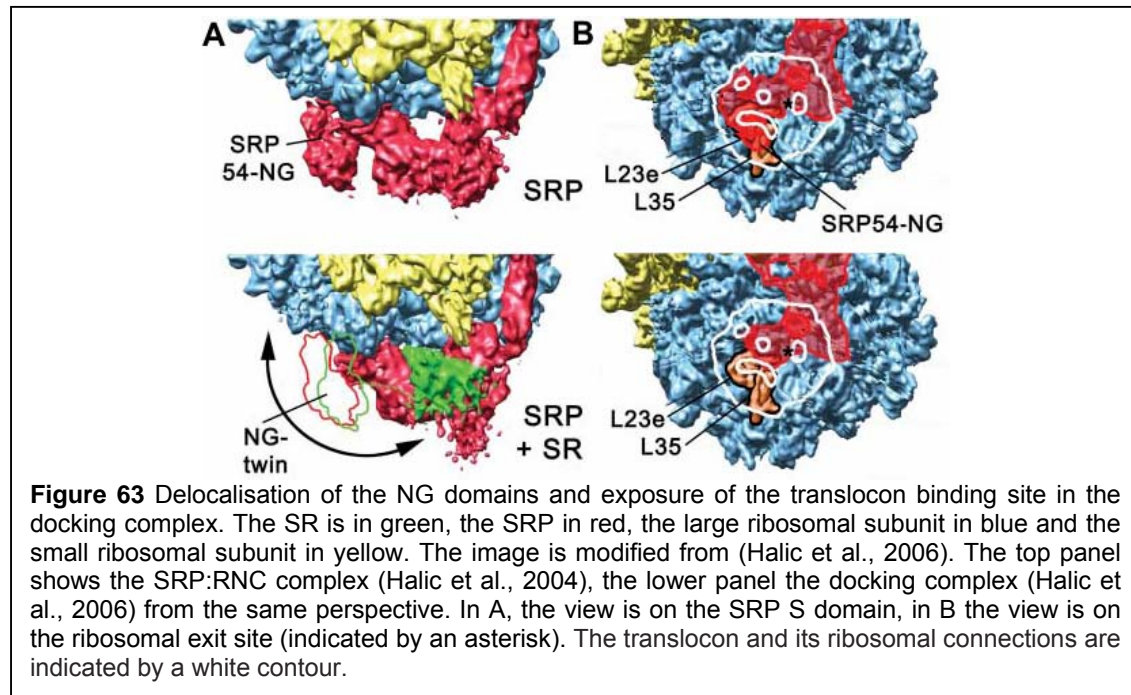 A
B
SRP
54-NG
SRP
L23e
L35
SRP54-NG
NG-
twin
SRP
+ SR
L23e
L35
Figure 63 Delocalisation of the NG domains and exposure of the translocon binding site in the
docking complex. The SR is in green, the SRP in red, the large ribosomal subunit in blue and the
small ribosomal subunit in yellow. The image is modified from (Halic et al., 2006). The top panel
shows the SRP:RNC complex (Halic et al., 2004), the lower panel the docking complex (Halic et
al., 2006) from the same perspective. In A, the view is on the SRP S domain, in B the view is on
the ribosomal exit site (indicated by an asterisk). The translocon and its ribosomal connections are
indicated by a white contour.